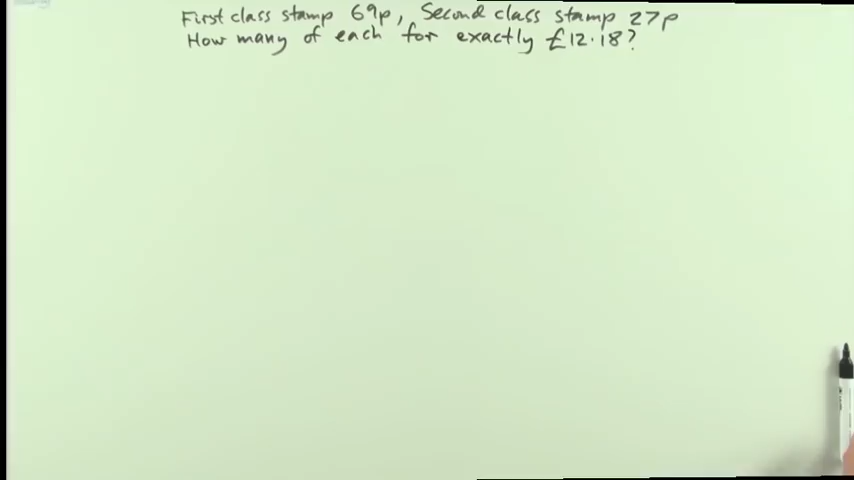 First class stamp 69p, Second class stamp 27p
How many of each for exactly £12.18?